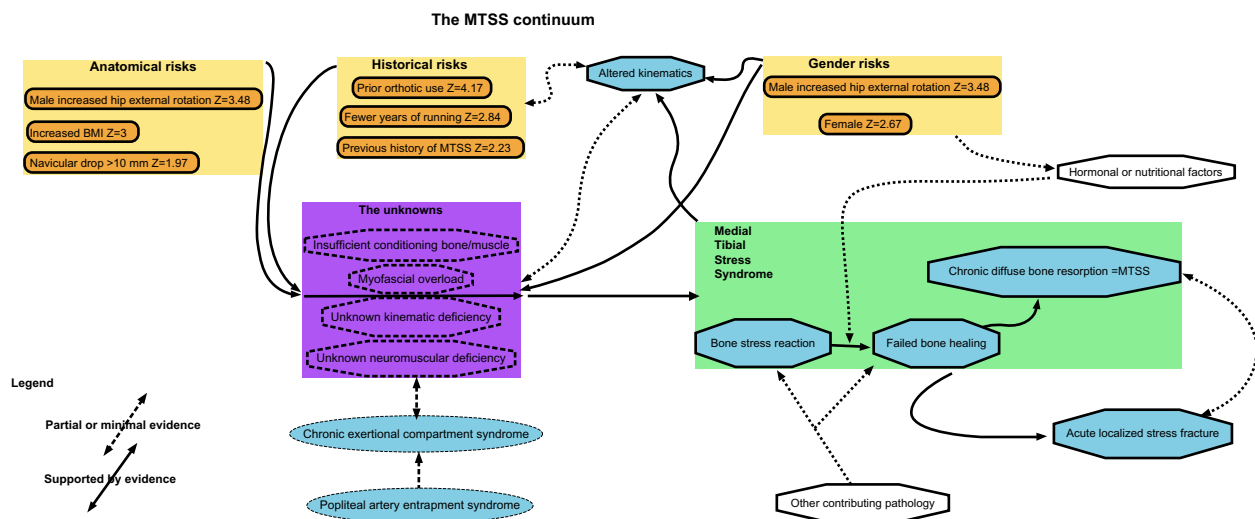 The MTSS continuum
Anatomical risks
Male increased hip external rotation Z=3.48
Increased BMI Z=3
Navicular drop >10 mm Z=1.97
Historical risks
Prior orthotic use Z=4.17
Fewer years of running Z=2.84
Previous history of MTSS Z=2.23
Altered kinematics
Gender risks
Male increased hip external rotation Z=3.48
Female Z=2.67
Hormonal or nutritional factors
The unknowns
Insufficient conditioning bone/muscle
Myofascial overload
Unknown kinematic deficiency
Unknown neuromuscular deficiency
Medial
Tibial
Stress
Syndrome
Chronic diffuse bone resorption =MTSS
Bone stress reaction
Failed bone healing
Acute localized stress fracture
Other contributing pathology
Chronic exertional compartment syndrome
Popliteal artery entrapment syndrome
Legend
Partial or minimal evidence
Supported by evidence